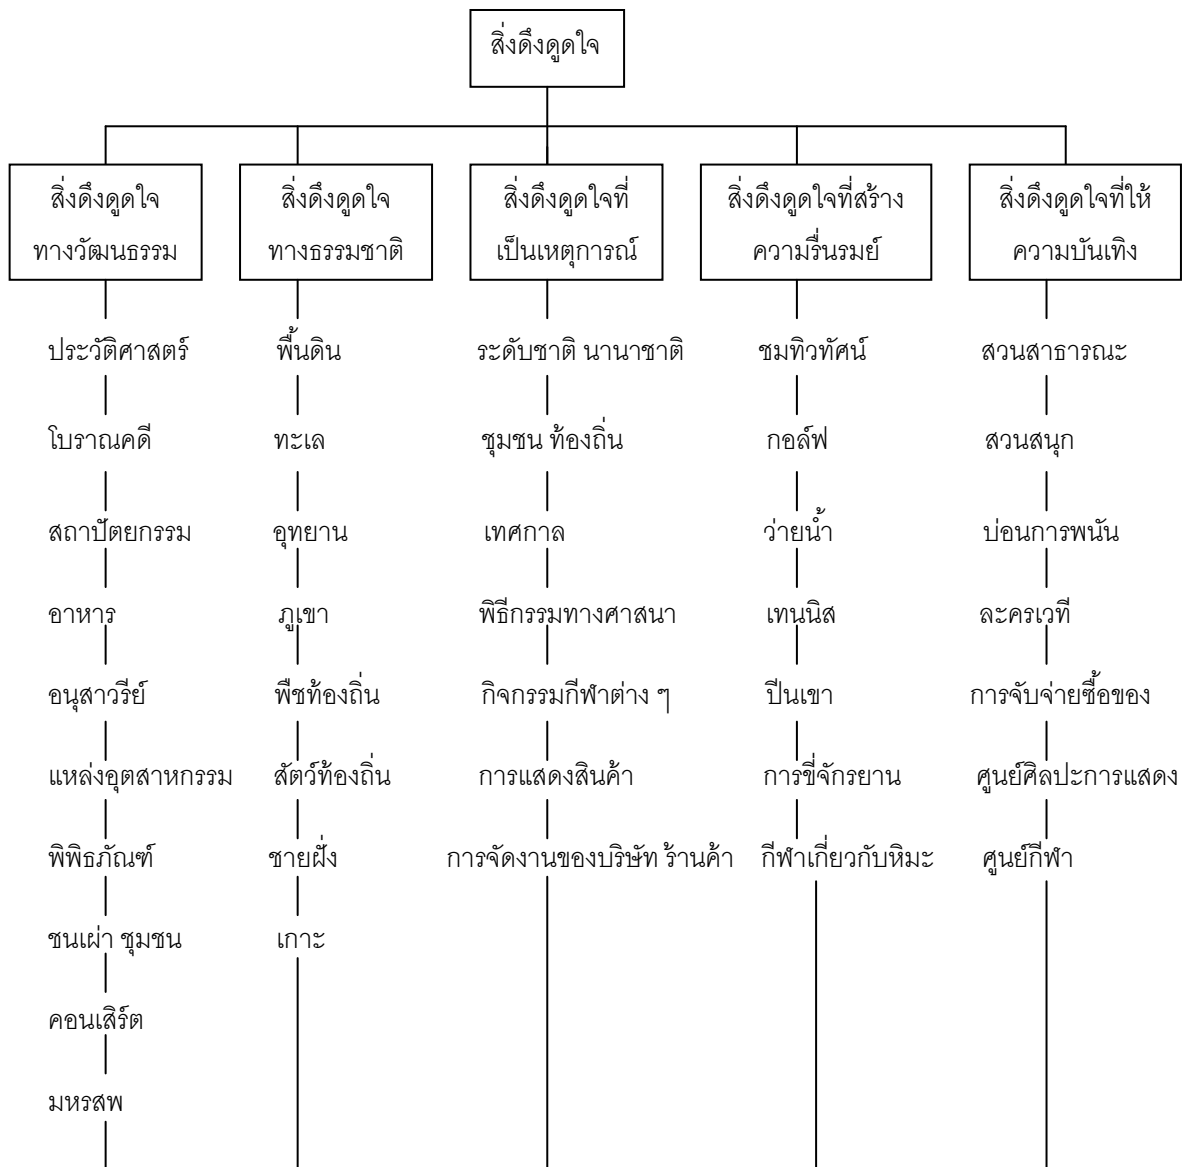 สิ่งดึงดูดใจ
สิ่งดึงดูดใจ
ทางวัฒนธรรม
สิ่งดึงดูดใจ
ทางธรรมชาติ
สิ่งดึงดูดใจที่
เป็นเหตุการณ์
สิ่งดึงดูดใจที่สร้าง
ความรื่นรมย์
สิ่งดึงดูดใจที่ให้
ความบันเทิง
ประวัติศาสตร์
โบราณคดี
สถาปัตยกรรม
อาหาร
อนุสาวรีย์
แหล่งอุตสาหกรรม
พิพิธภัณฑ์
ชนเผ่า ชุมชน
คอนเสิร์ต
มหรสพ
พื้นดิน
ทะเล
อุทยาน
ภูเขา
พืชท้องถิ่น
สัตว์ท้องถิ่น
ชายฝั่ง
เกาะ
ระดับชาติ นานาชาติ
ชุมชน ท้องถิ่น
เทศกาล
พิธีกรรมทางศาสนา
กิจกรรมกีฬาต่าง ๆ
การแสดงสินค้า
การจัดงานของบริษัท ร้านค้า
ชมทิวทัศน์
กอล์ฟ
ว่ายน้ำ
เทนนิส
ปีนเขา
การขี่จักรยาน
กีฬาเกี่ยวกับหิมะ
สวนสาธารณะ
สวนสนุก
บ่อนการพนัน
ละครเวที
การจับจ่ายซื้อของ
ศูนย์ศิลปะการแสดง
ศูนย์กีฬา